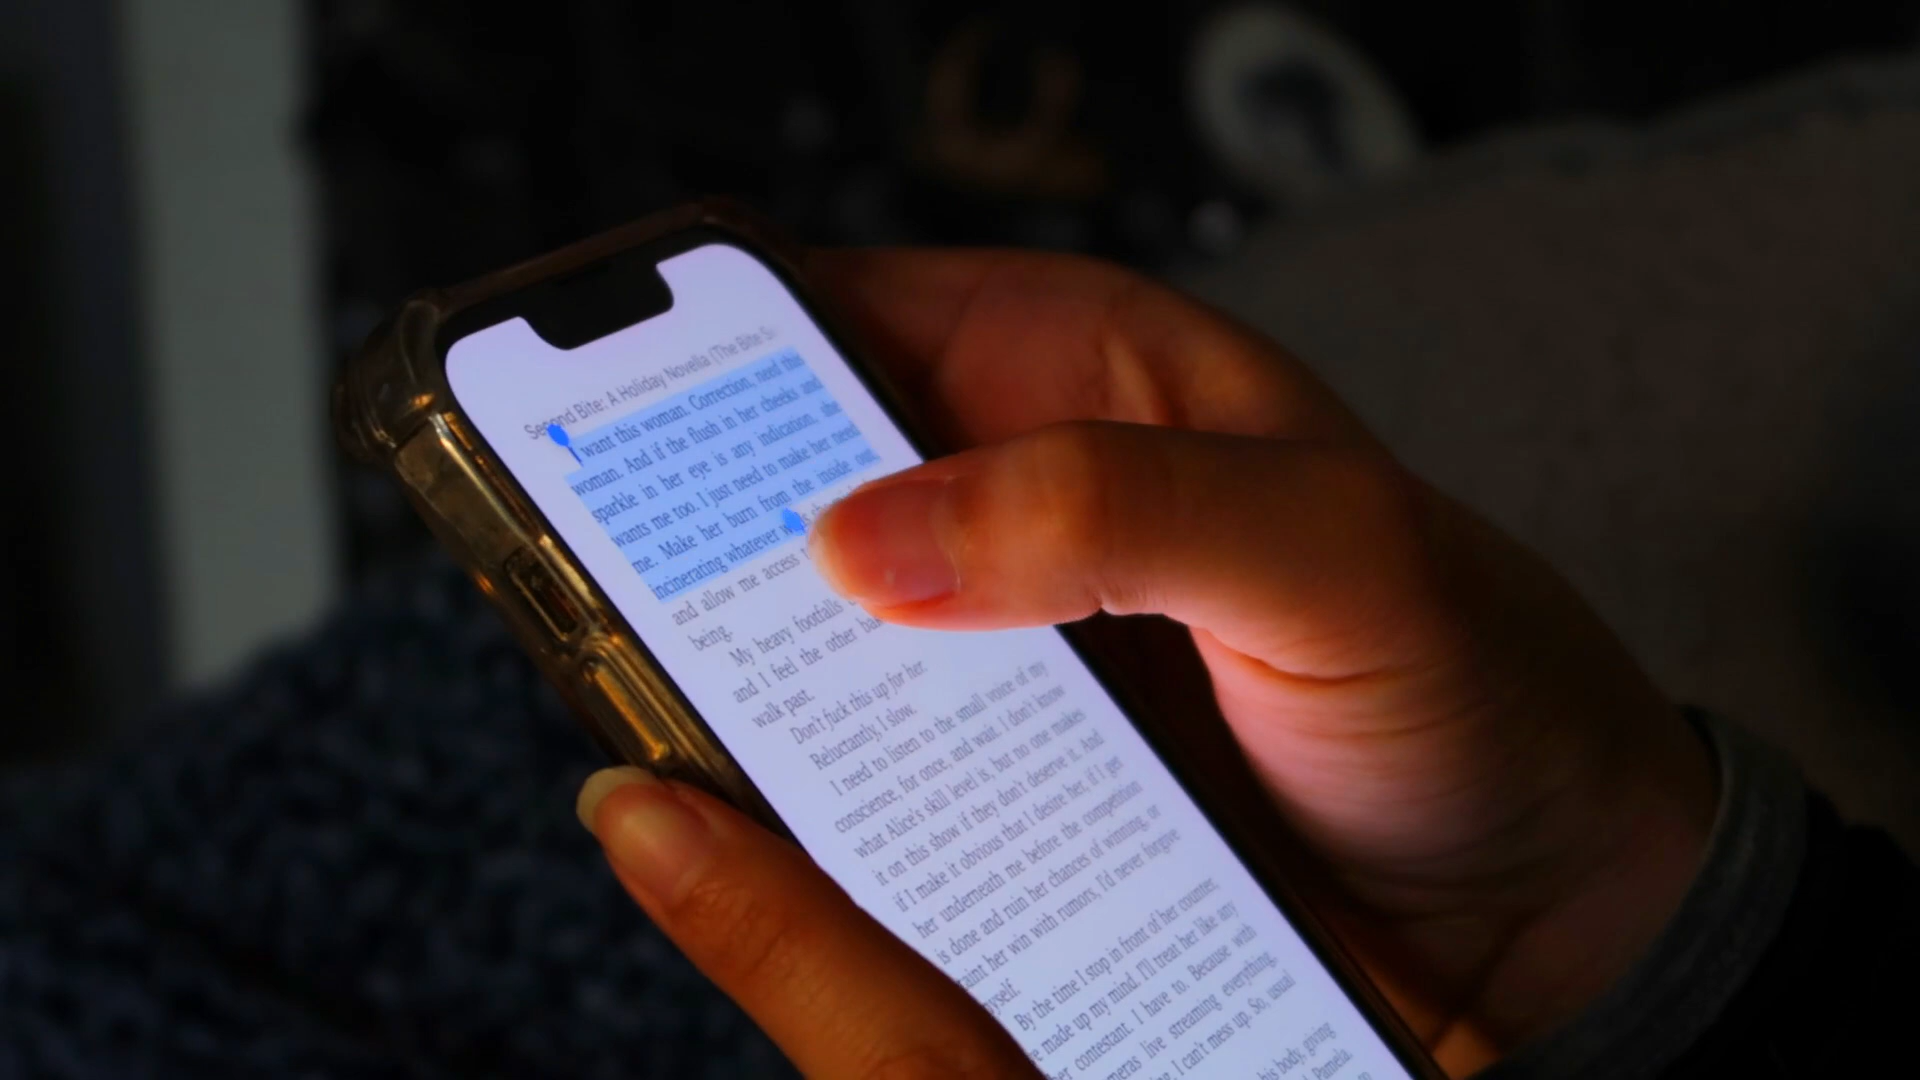 Second Bite: A Holiday Novella (The Bite S
I want this woman. Correction, need this
woman. And if the flush in her cheeks and
sparkle in her eye is any indication, she
wants me too. I just need to make her need
me. Make her burn from the inside out,
incinerating whatever
and allow me access
being.
My heavy footfalls
and I feel the other
walk past.
Don't fuck this up for her.
Reluctantly, I slow.
I need to listen to the small voice of my
conscience, for once, and wait. I don't know
what Alice's skill level is, but no one makes
it on this show if they don't deserve it. And
if I make it obvious that I desire her, if I get
her underneath me before the competition
is done and ruin her chances of winning, or
taint her win with rumors, I'd never forgive
myself.
By the time I stop in front of her counter,
made up my mind. I'll treat her like any
contestant. I have to. Because with
live streaming everything,
I can't mess up. So, usual
his body, giving
Pamela.